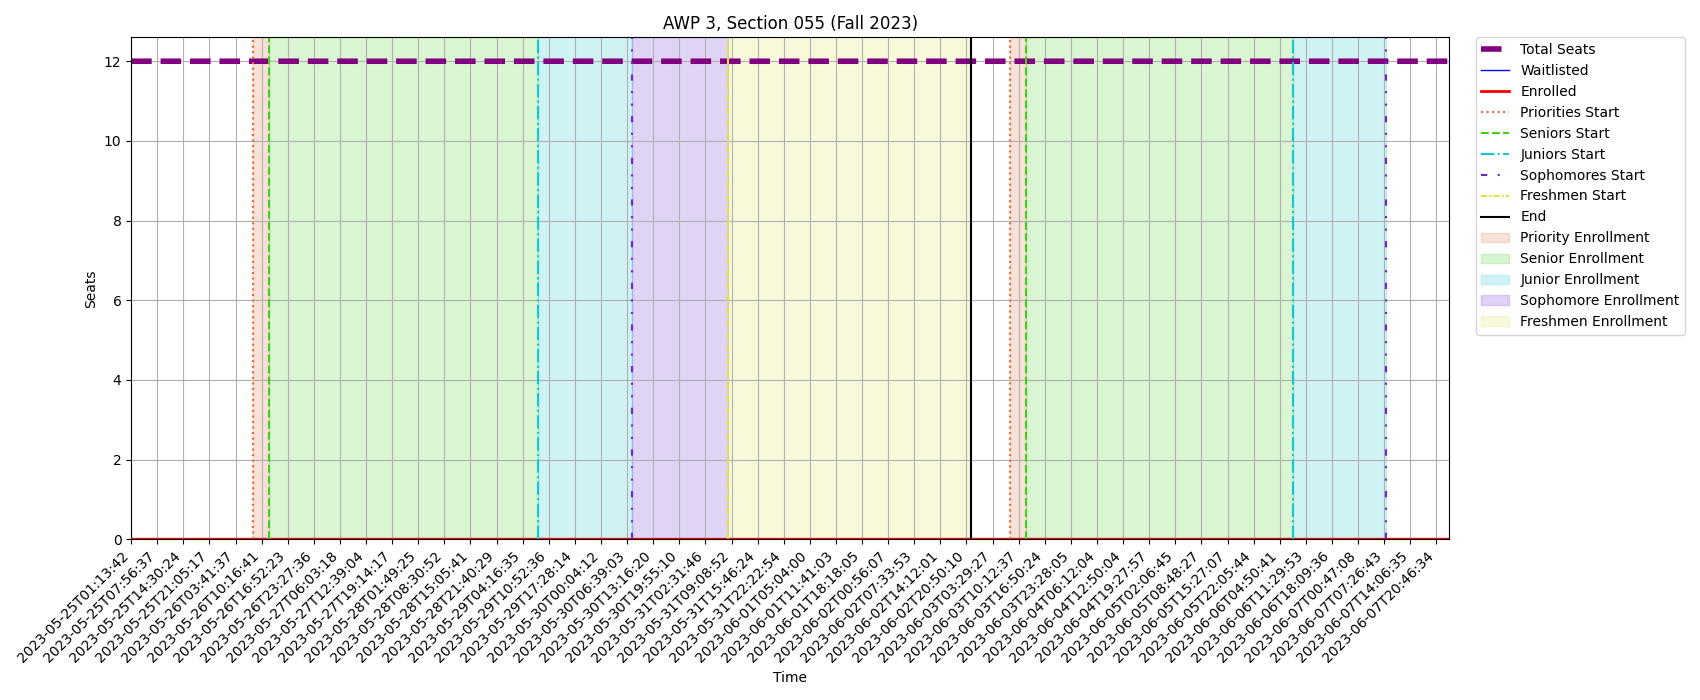 AWP 3, Section 055 (Fall 2023)
Seats
12
10
8
6
4
2
0
2023-05-25T01:13:42
2023-05-25T07:56:37
2023-05-25T14:30:24
2023-05-25T21:05:17
2023-05-26T03:41:37
2023-05-26T10:16:41
2023-05-26T16:52:23
2023-05-26T23:27:36
2023-05-27T06:03:18
2023-05-27T12:39:04
2023-05-27T19:14:17
2023-05-28T01:49:25
2023-05-28T08:30:52
2023-05-28T15:05:41
2023-05-28T21:40:29
2023-05-29T04:16:35
2023-05-29T10:52:36
2023-05-29T17:28:14
2023-05-30T00:04:12
2023-05-30T06:39:03
2023-05-30T13:16:20
2023-05-30T19:55:10
2023-05-31T02:31:46
2023-05-31T09:08:52
2023-05-31T15:46:24
2023-05-31T22:22:54
2023-06-01T05:04:00
2023-06-01T11:41:03
2023-06-01T18:18:05
2023-06-02T00:56:07
2023-06-02T07:33:53
2023-06-02T14:12:01
2023-06-02T20:50:10
2023-06-03T03:29:27
2023-06-03T10:12:37
2023-06-03T16:50:24
2023-06-03T23:28:05
2023-06-04T06:12:04
2023-06-04T12:50:04
2023-06-04T19:27:57
2023-06-05T02:06:45
2023-06-05T08:48:27
2023-06-05T15:27:07
2023-06-05T22:05:44
2023-06-06T04:50:41
2023-06-06T11:29:53
2023-06-06T18:09:36
2023-06-07T00:47:08
2023-06-07T07:26:43
2023-06-07T14:06:35
2023-06-07T20:46:34
Time
Total Seats
Waitlisted
Enrolled
Priorities Start
Seniors Start
Juniors Start
Sophomores Start
Freshmen Start
End
Priority Enrollment
Senior Enrollment
Junior Enrollment
Sophomore Enrollment
Freshmen Enrollment